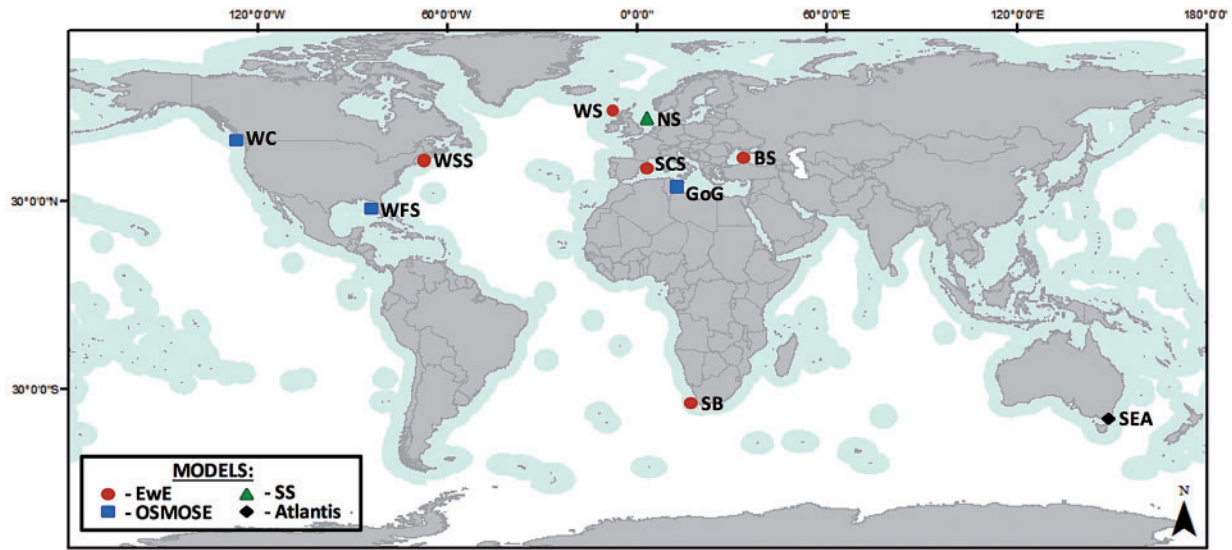 120°0'0"W 60°0'0"W 0°0'0" 60°0'0"E 120°0'0"E 180°0'0
WS
NS
WC
WSS
SCS
BS
GoG
30°0'0"N
WFS
30°0'0"S
SB
SEA
MODELS:
- EwE - SS
- OSMOSE - Atlantis
N